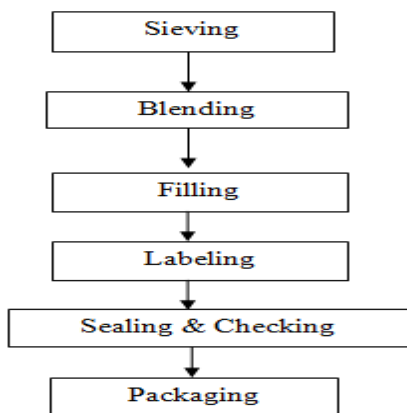 Sieving
Blending
Filling
Labeling
Sealing & Checking
Packaging